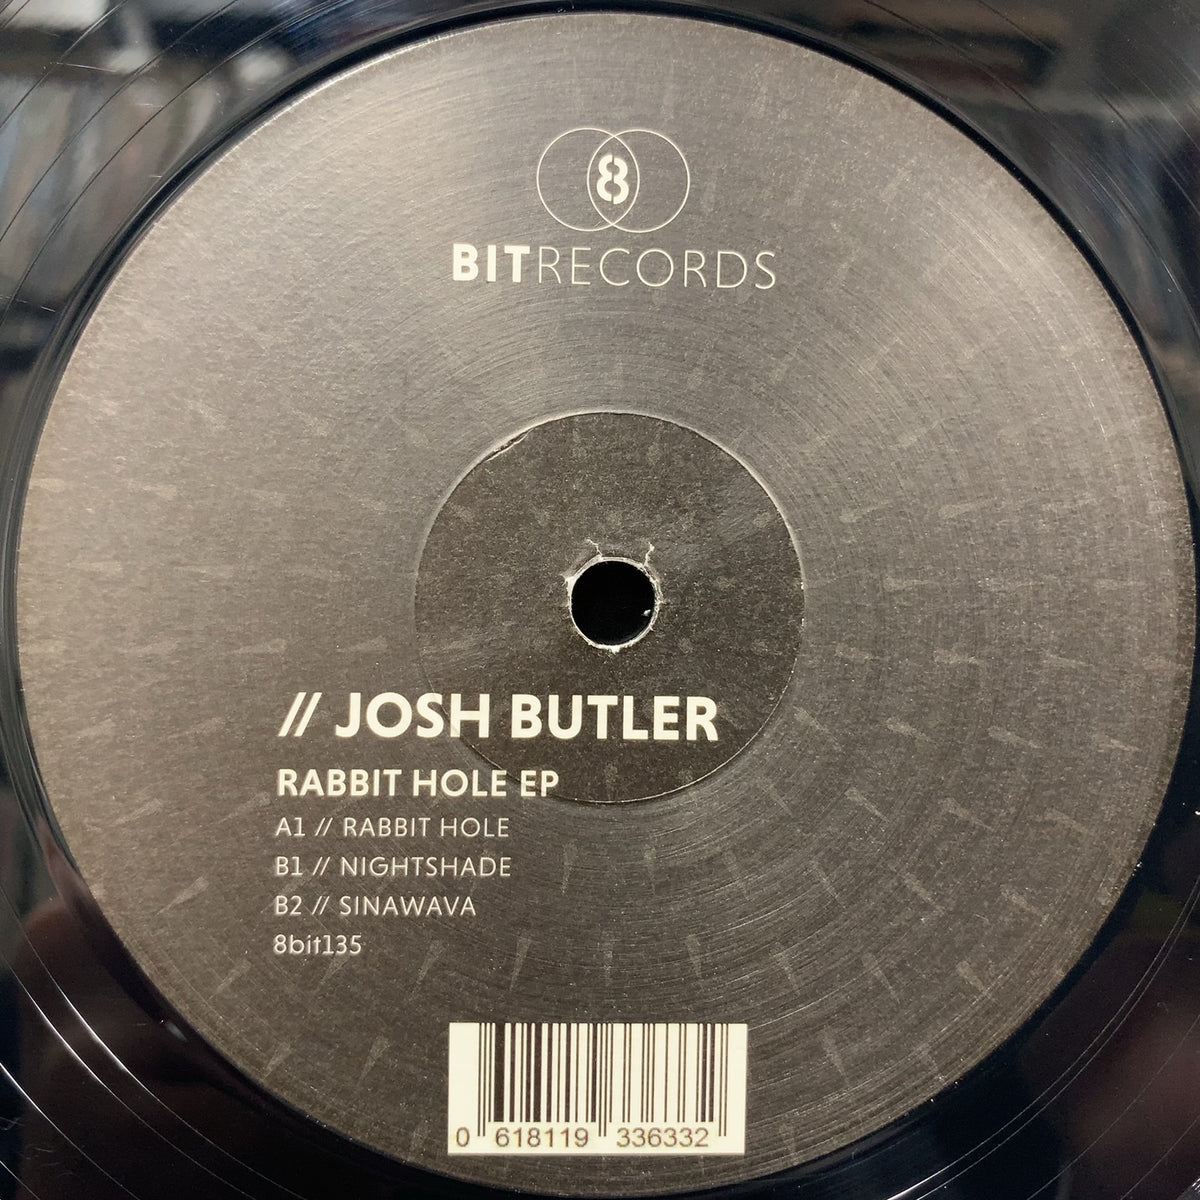 8
BITRECORDS
// JOSH BUTLER
RABBIT HOLE EP
A1 // RABBIT HOLE
B1 // NIGHTSHADE
B2 // SINAWAVA
8bit135
0 618119 336332